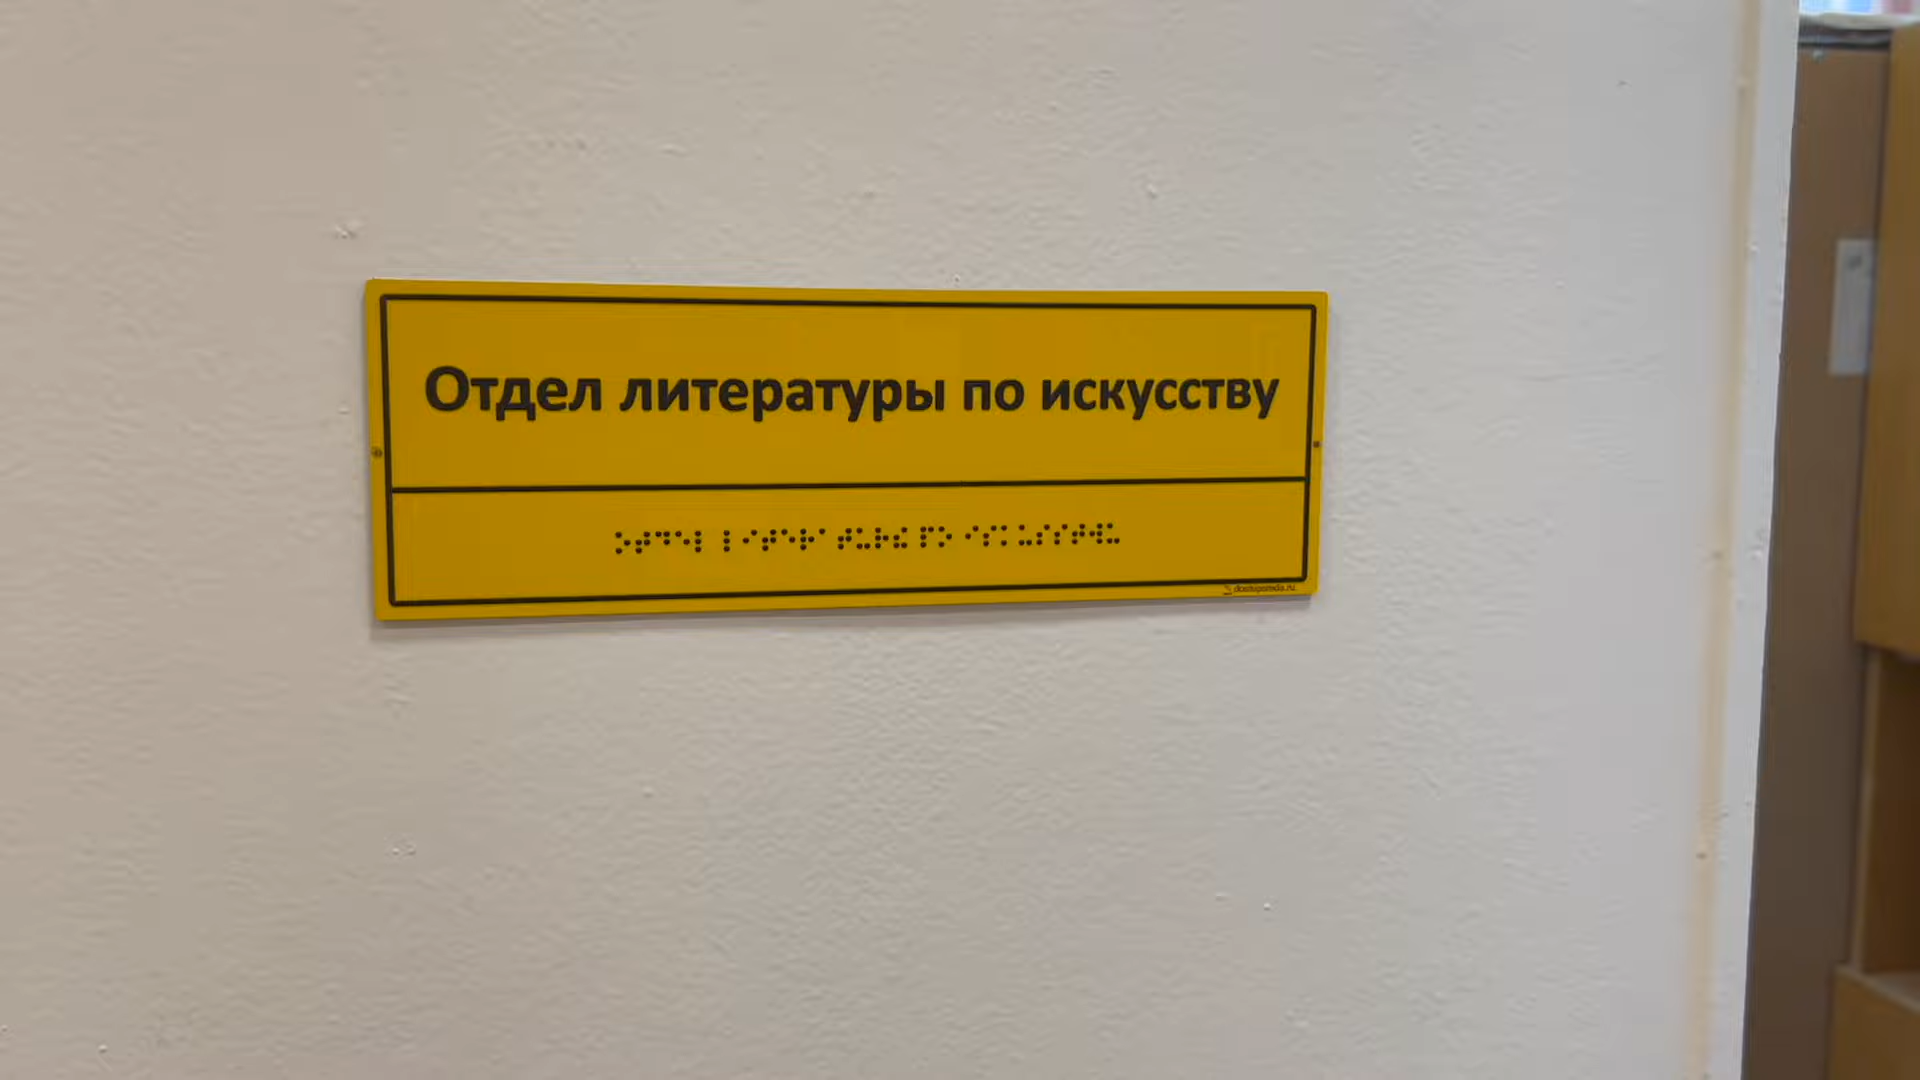 Отдел литературы по искусству
⠕⠞⠙⠑⠇ ⠇⠊⠞⠑⠗⠁⠞⠥⠗⠮ ⠏⠕ ⠊⠎⠅⠥⠎⠎⠞⠺⠥